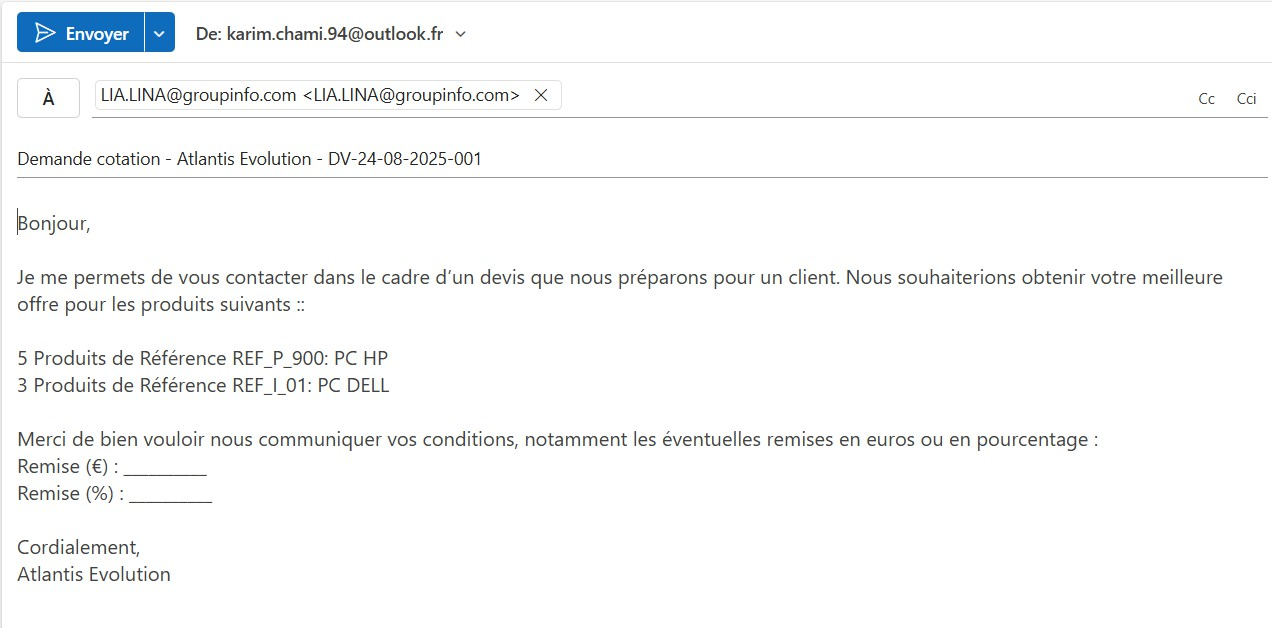 Envoyer De: karim.chami.94@outlook.fr
À LIA.LINA@groupinfo.com <LIA.LINA@groupinfo.com> Cc Cci
Demande cotation - Atlantis Evolution - DV-24-08-2025-001
Bonjour,
Je me permets de vous contacter dans le cadre d’un devis que nous préparons pour un client. Nous souhaiterions obtenir votre meilleure
offre pour les produits suivants ::
5 Produits de Référence REF_P_900: PC HP
3 Produits de Référence REF_I_01: PC DELL
Merci de bien vouloir nous communiquer vos conditions, notamment les éventuelles remises en euros ou en pourcentage :
Remise (€) : __________
Remise (%) : __________
Cordialement,
Atlantis Evolution